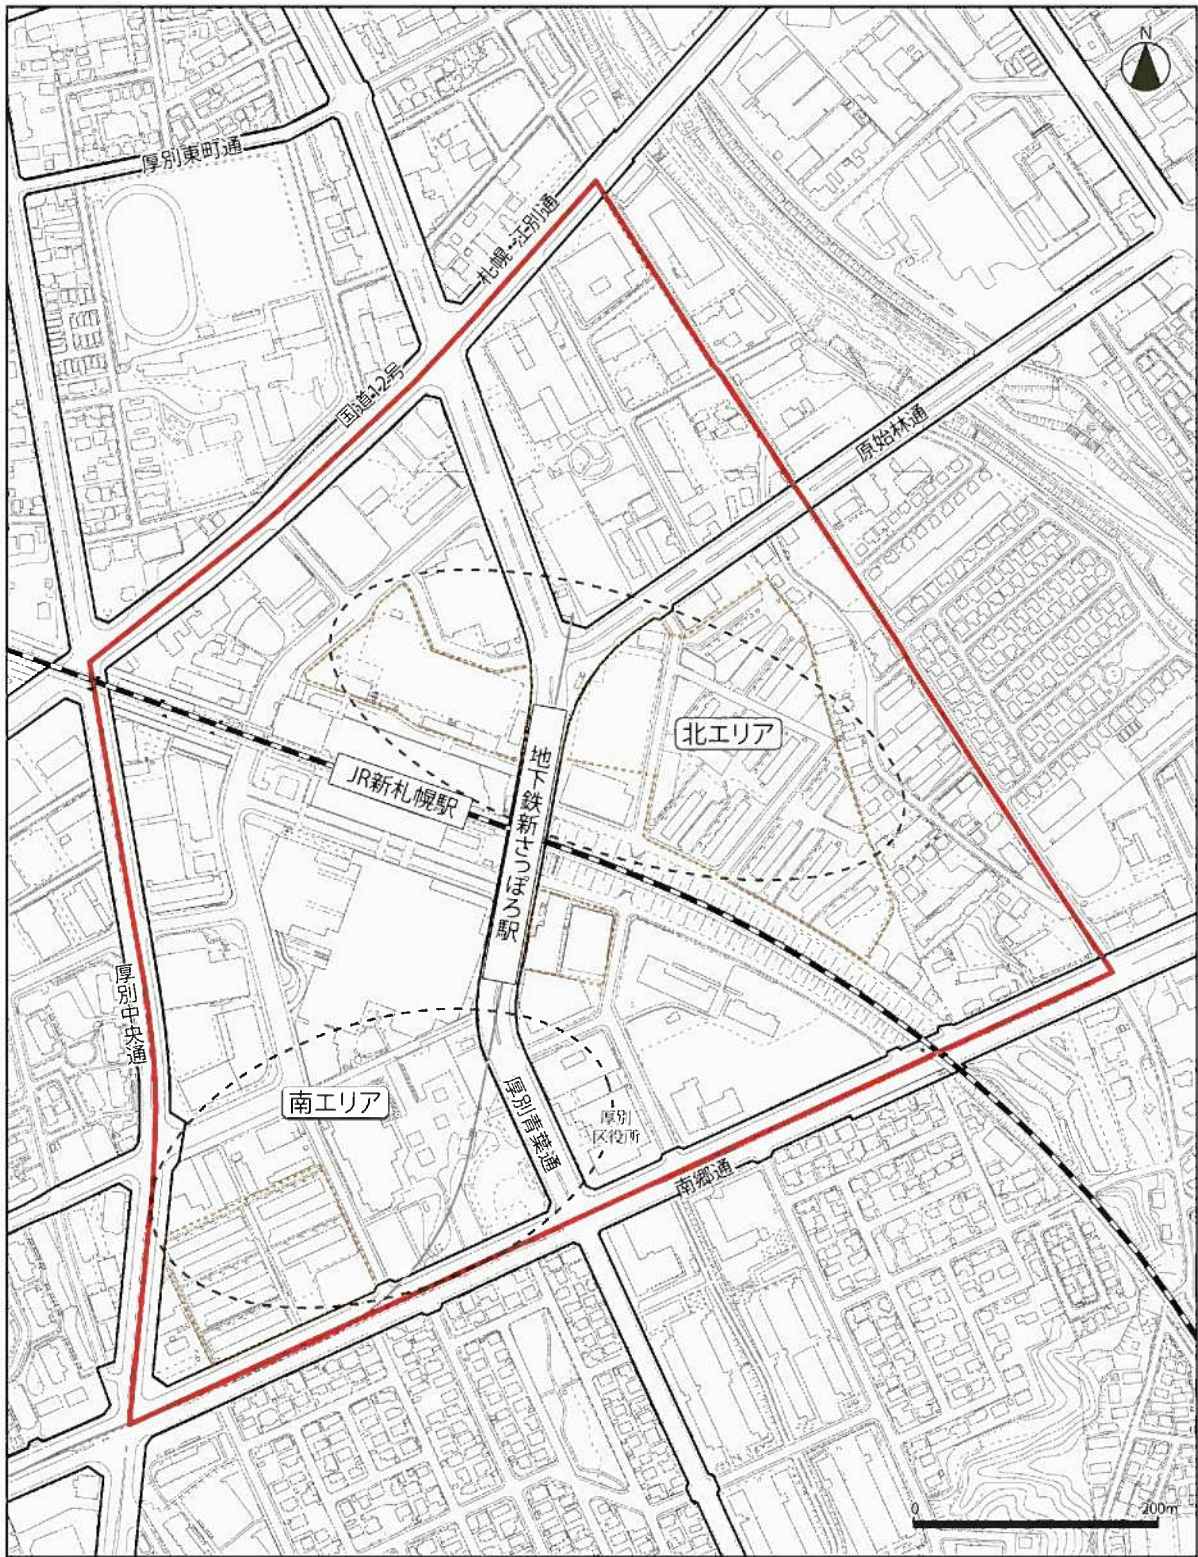 N
厚別東町通
札幌・江別通
国道12号
原始林通
北エリア
JR新札幌駅
地下鉄新さっぽろ駅
厚別中央通
南エリア
厚別青葉通
厚別
区役所
南郷通
0 200m